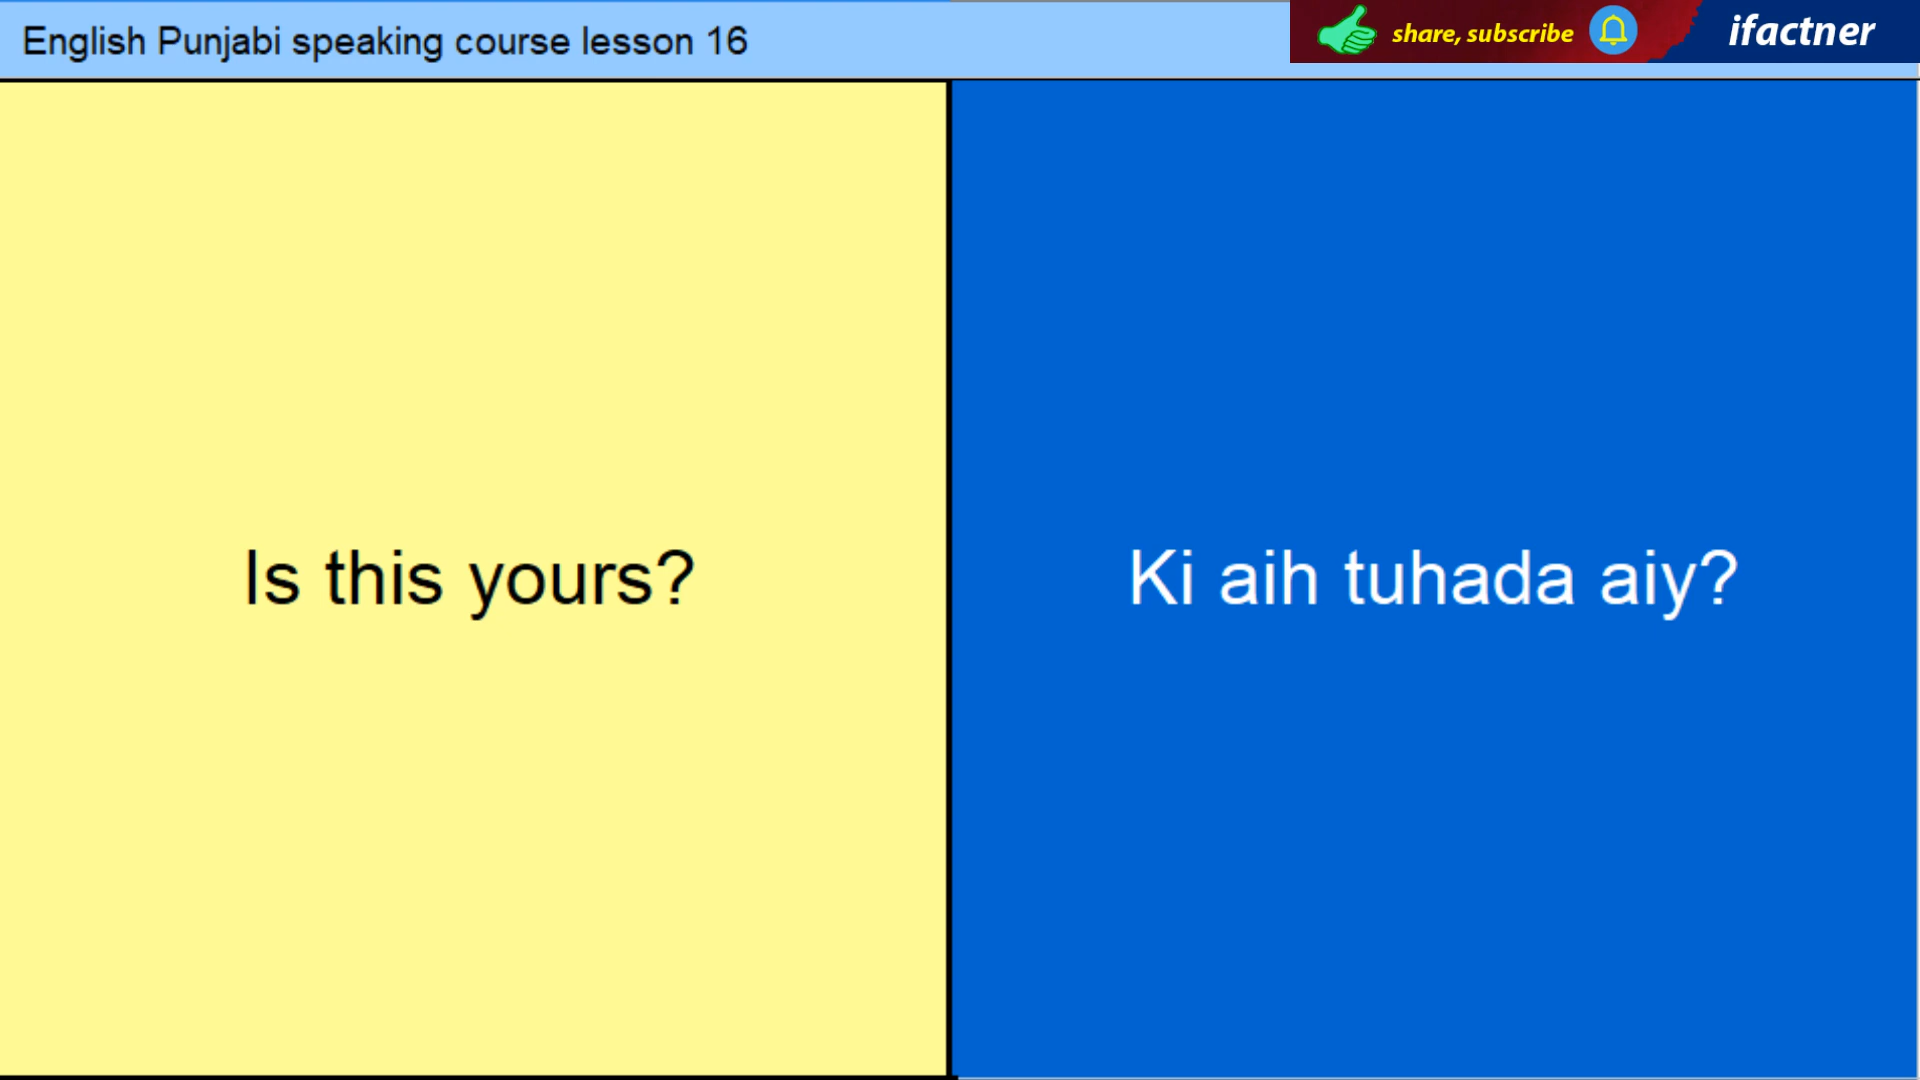 English Punjabi speaking course lesson 16
share, subscribe
ifactner
Is this yours?
Ki aih tuhada aiy?